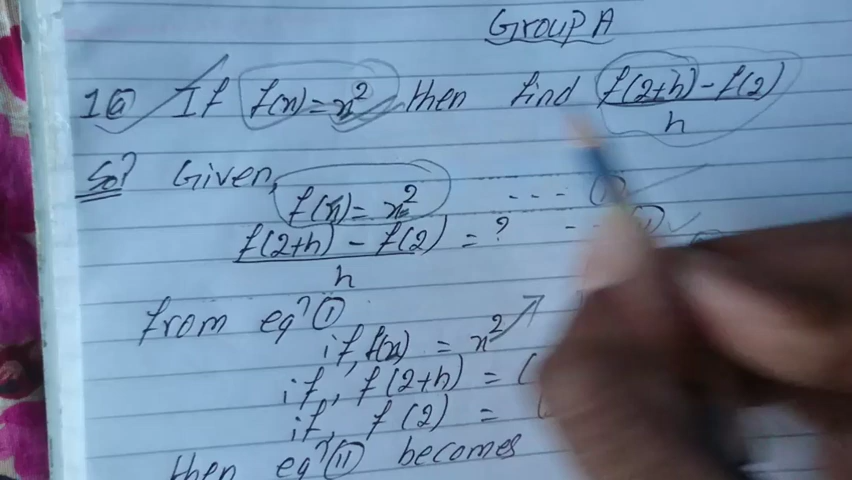 Group A
1@ If f(x) = x² then find f(2+h) - f(2) / h
Soⁿ Given,
f(x) = x² --- (i)
f(2+h) - f(2) / h = ? -- (ii)
from eqⁿ (i)
if, f(x) = x²
if, f(2+h) = (
if, f(2) = (
then eqⁿ (ii) becomes